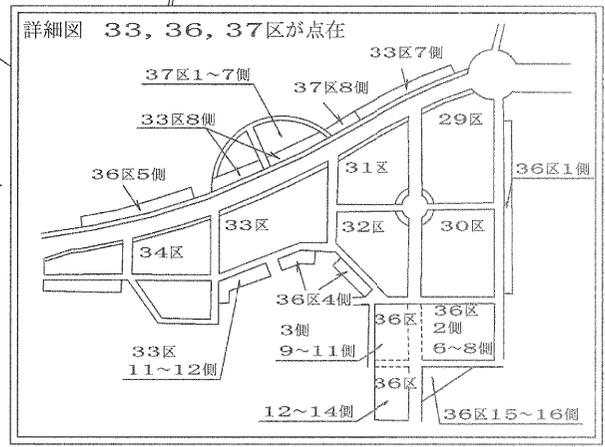 詳細図 33, 36, 37区が点在
33区7側
37区1～7側
37区8側
33区8側
29区
36区5側
31区
36区1側
33区
32区
30区
34区
36区4側
36区
36区
3側
2側
33区
9～11側
6～8側
11～12側
36区
12～14側
36区15～16側